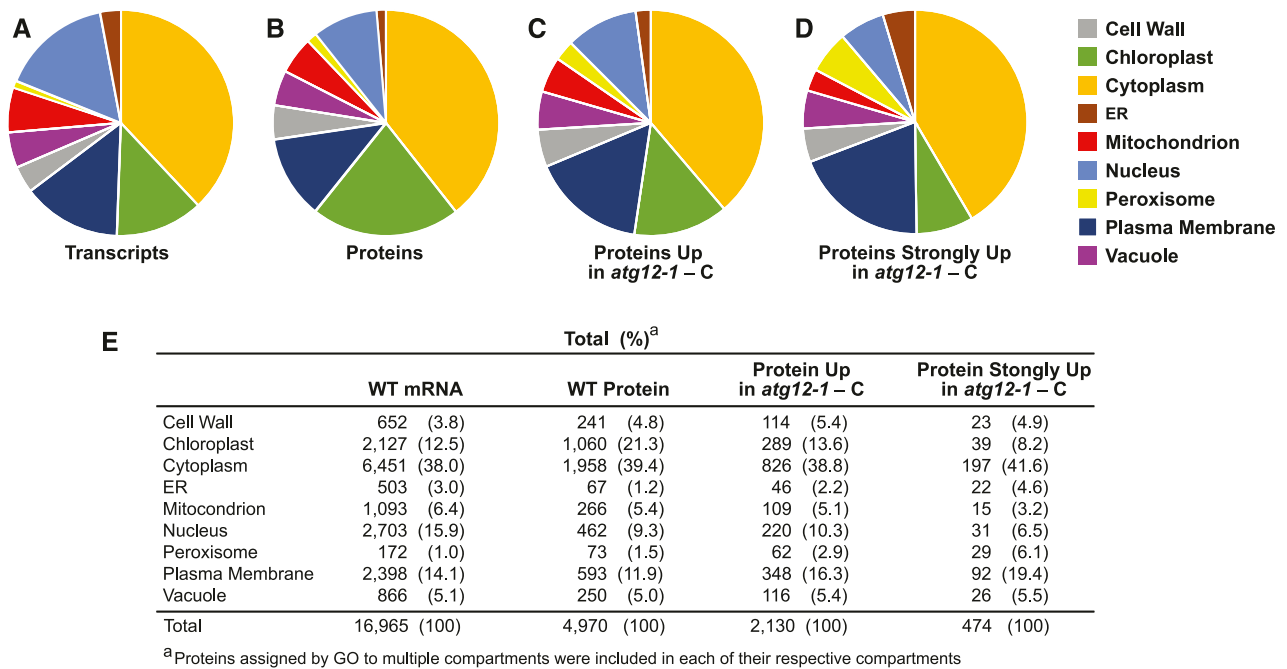 A B C D
Transcripts
Proteins
Proteins Up
in atg12-1 – C
Proteins Strongly Up
in atg12-1 – C
Cell Wall
Chloroplast
Cytoplasm
ER
Mitochondrion
Nucleus
Peroxisome
Plasma Membrane
Vacuole
E
Total (%)a
WT mRNA WT Protein Protein Up in atg12-1 – C Protein Stongly Up in atg12-1 – C
Cell Wall 652 (3.8) 241 (4.8) 114 (5.4) 23 (4.9)
Chloroplast 2,127 (12.5) 1,060 (21.3) 289 (13.6) 39 (8.2)
Cytoplasm 6,451 (38.0) 1,958 (39.4) 826 (38.8) 197 (41.6)
ER 503 (3.0) 67 (1.2) 46 (2.2) 22 (4.6)
Mitocondrion 1,093 (6.4) 266 (5.4) 109 (5.1) 15 (3.2)
Nucleus 2,703 (15.9) 462 (9.3) 220 (10.3) 31 (6.5)
Peroxisome 172 (1.0) 73 (1.5) 62 (2.9) 29 (6.1)
Plasma Membrane 2,398 (14.1) 593 (11.9) 348 (16.3) 92 (19.4)
Vacuole 866 (5.1) 250 (5.0) 116 (5.4) 26 (5.5)
Total 16,965 (100) 4,970 (100) 2,130 (100) 474 (100)
a Proteins assigned by GO to multiple compartments were included in each of their respective compartments